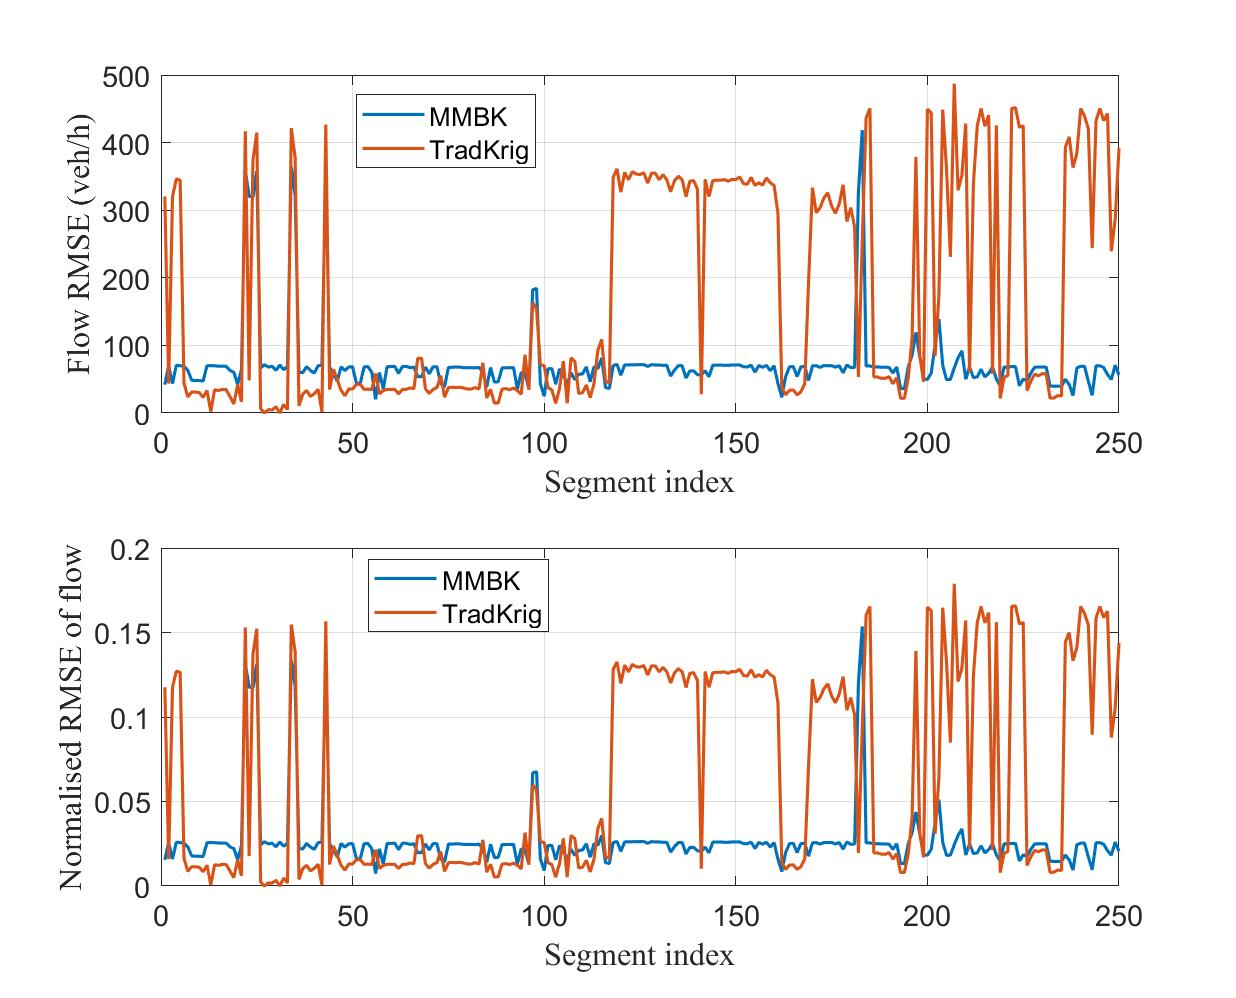 Flow RMSE (veh/h)
500
400
300
200
100
0
MMBK
TradKrig
0 50 100 150 200 250
Segment index
Normalised RMSE of flow
0.2
0.15
0.1
0.05
0
MMBK
TradKrig
0 50 100 150 200 250
Segment index